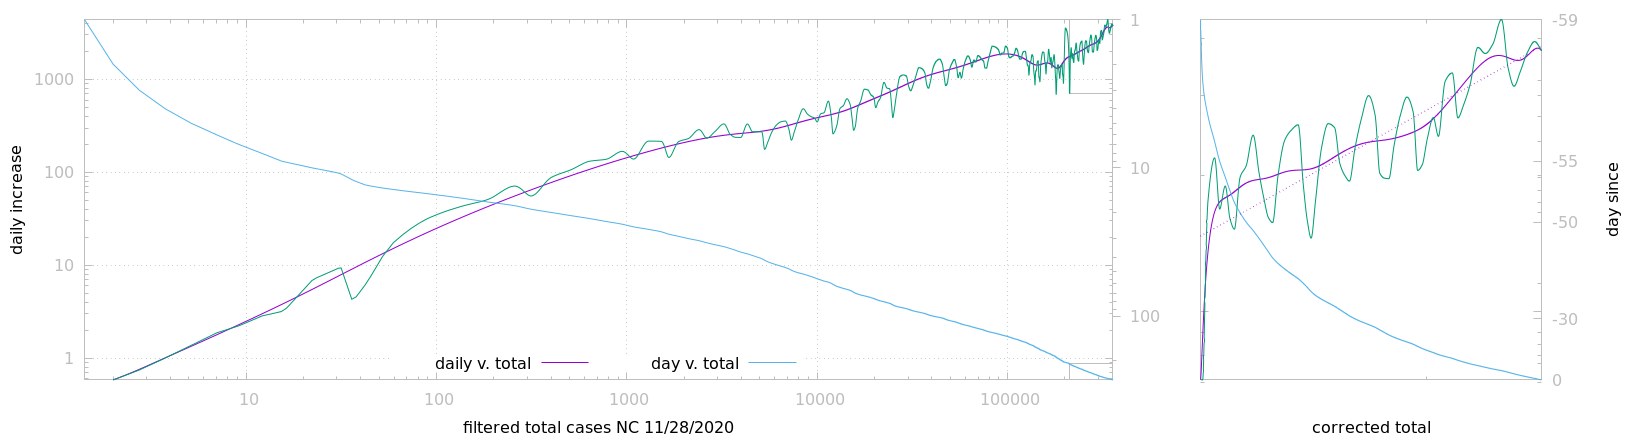 daily increase
1000
100
10
1
daily v. total
day v. total
10
100
1000
10000
100000
filtered total cases NC 11/28/2020
1
10
100
-59
-55
-50
-30
0
day since
corrected total